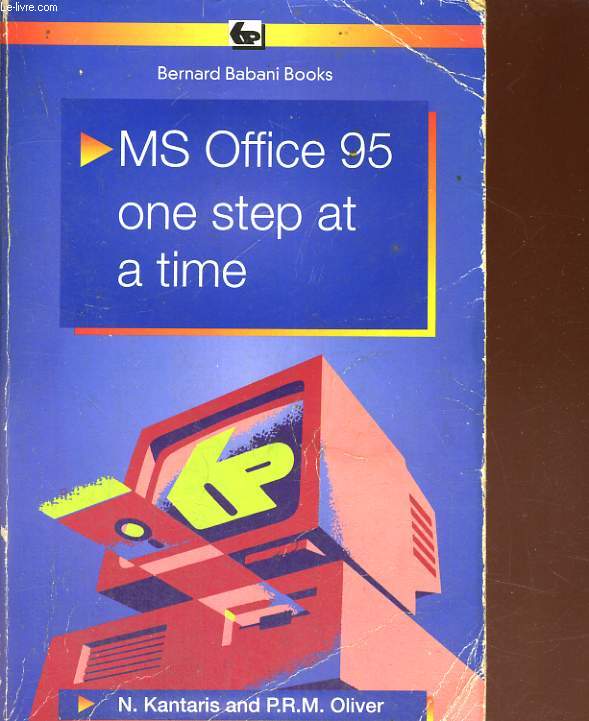 Le-livre.com
Bernard Babani Books
MS Office 95
one step at
a time
N. Kantaris and P.R.M. Oliver